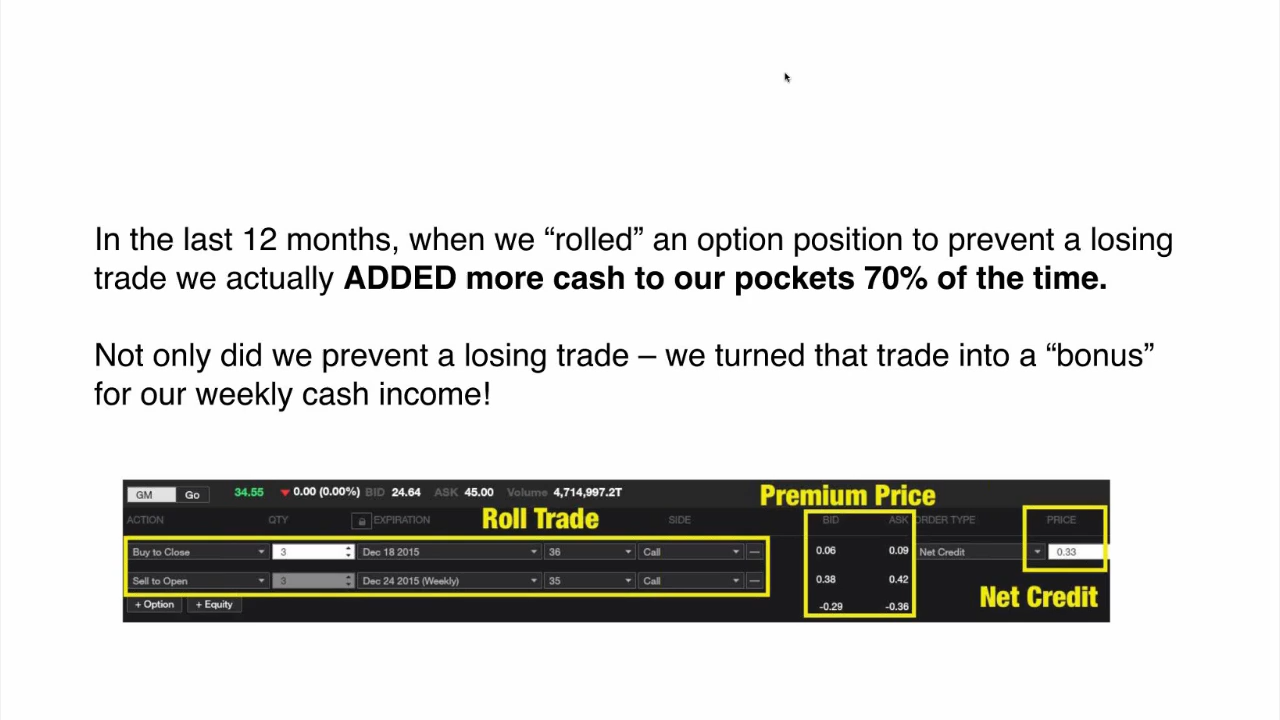 In the last 12 months, when we “rolled” an option position to prevent a losing
trade we actually ADDED more cash to our pockets 70% of the time.
Not only did we prevent a losing trade – we turned that trade into a “bonus”
for our weekly cash income!
GM Go 34.55 0.00 (0.00%) BID 24.64 ASK 45.00 Volume 4,714,997.2T Premium Price
ACTION QTY EXPIRATION Roll Trade SIDE BID ASK ORDER TYPE PRICE
Buy to Close 3 Dec 18 2015 36 Call 0.06 0.09 Net Credit 0.33
Sell to Open 3 Dec 24 2015 (Weekly) 35 Call 0.38 0.42
+ Option + Equity -0.29 -0.36 Net Credit